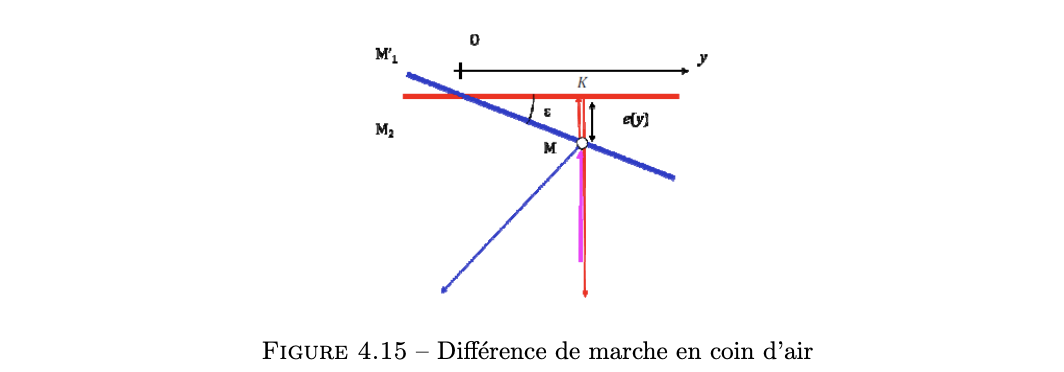 O
M'₁
y
K
ε
e(y)
M₂
M
FIGURE 4.15 – Différence de marche en coin d'air